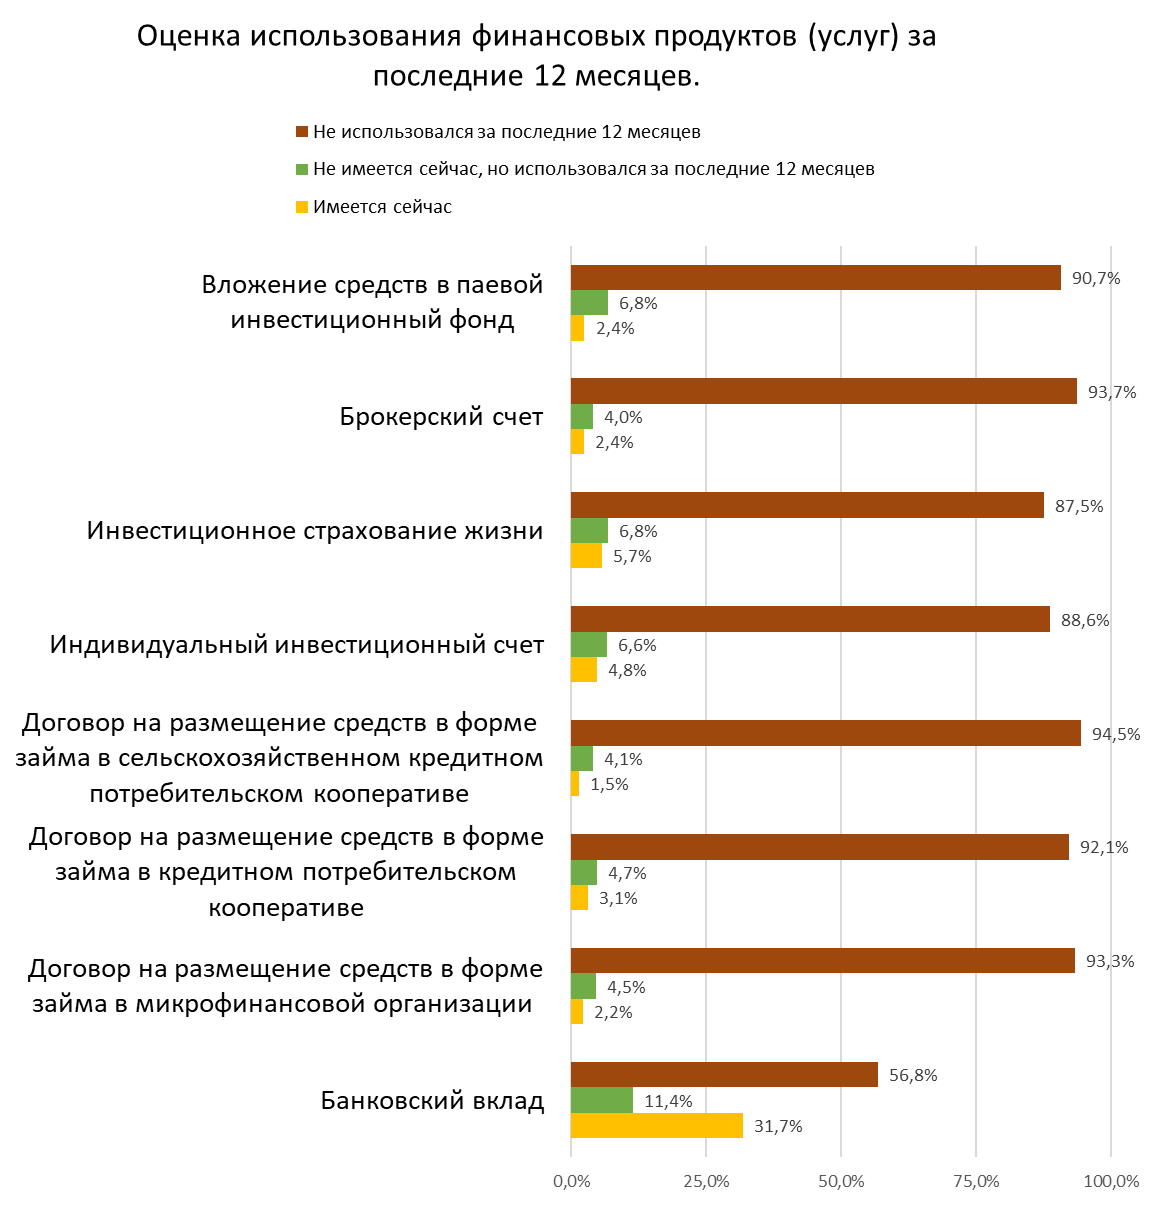 Оценка использования финансовых продуктов (услуг) за
последние 12 месяцев.
Не использовался за последние 12 месяцев
Не имеется сейчас, но использовался за последние 12 месяцев
Имеется сейчас
Вложение средств в паевой
инвестиционный фонд
90,7%
6,8%
2,4%
Брокерский счет
93,7%
4,0%
2,4%
Инвестиционное страхование жизни
87,5%
6,8%
5,7%
Индивидуальный инвестиционный счет
88,6%
6,6%
4,8%
Договор на размещение средств в форме
займа в сельскохозяйственном кредитном
потребительском кооперативе
94,5%
4,1%
1,5%
Договор на размещение средств в форме
займа в кредитном потребительском
кооперативе
92,1%
4,7%
3,1%
Договор на размещение средств в форме
займа в микрофинансовой организации
93,3%
4,5%
2,2%
Банковский вклад
56,8%
11,4%
31,7%
0,0% 25,0% 50,0% 75,0% 100,0%